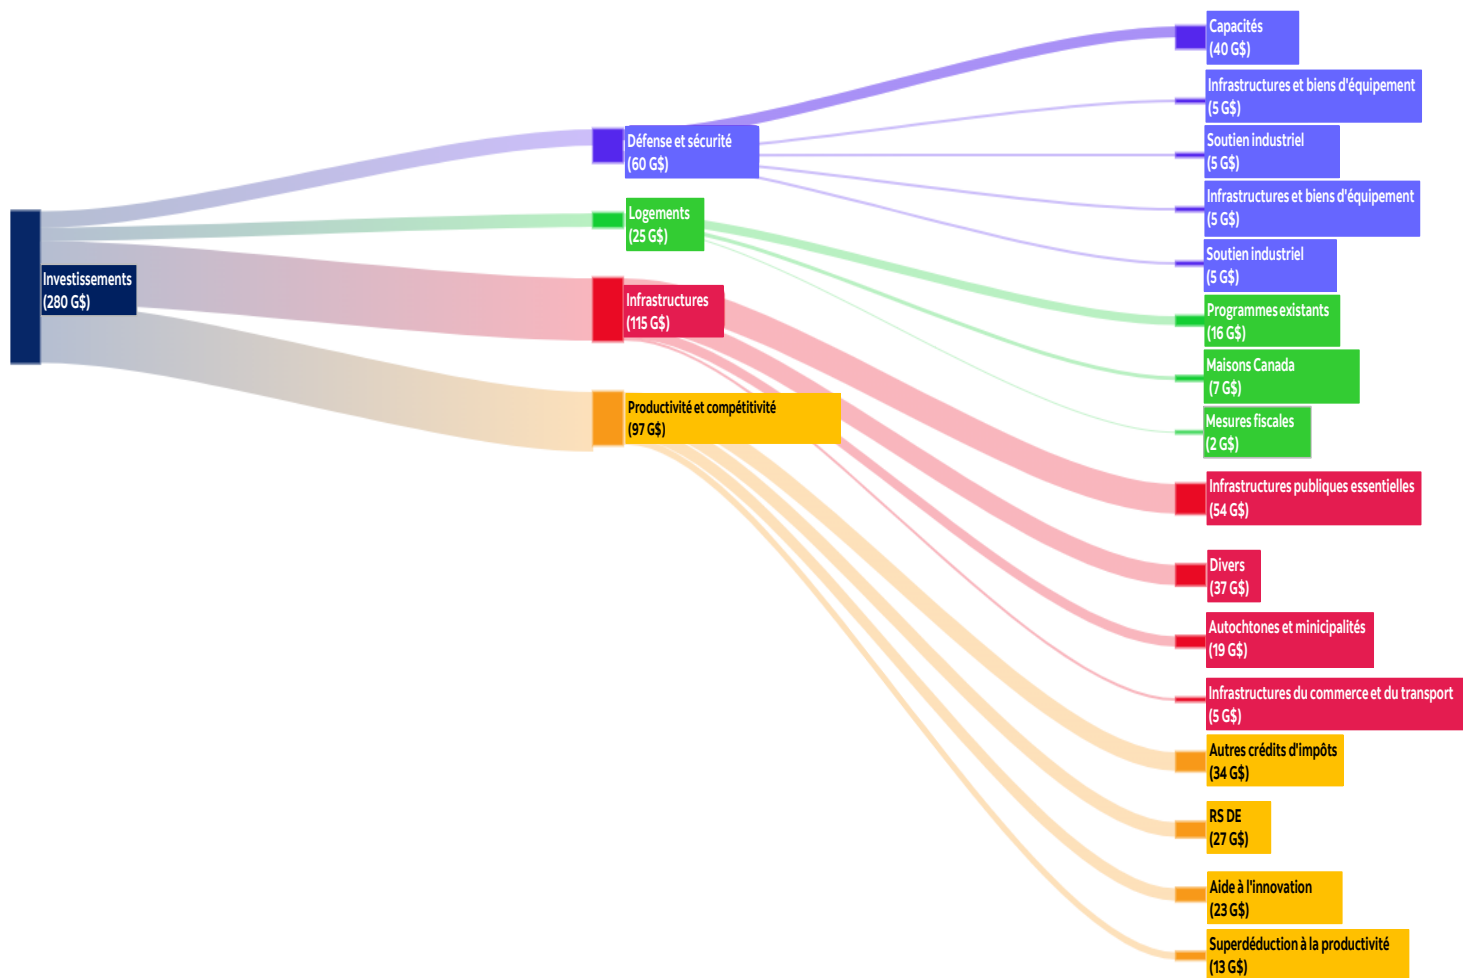 Investissements
(280 G$)
Défense et sécurité
(60 G$)
Logements
(25 G$)
Infrastructures
(115 G$)
Productivité et compétitivité
(97 G$)
Capacités
(40 G$)
Infrastructures et biens d'équipement
(5 G$)
Soutien industriel
(5 G$)
Infrastructures et biens d'équipement
(5 G$)
Soutien industriel
(5 G$)
Programmes existants
(16 G$)
Maisons Canada
(7 G$)
Mesures fiscales
(2 G$)
Infrastructures publiques essentielles
(54 G$)
Divers
(37 G$)
Autochtones et minicipalités
(19 G$)
Infrastructures du commerce et du transport
(5 G$)
Autres crédits d'impôts
(34 G$)
RS DE
(27 G$)
Aide à l'innovation
(23 G$)
Superdéduction à la productivité
(13 G$)